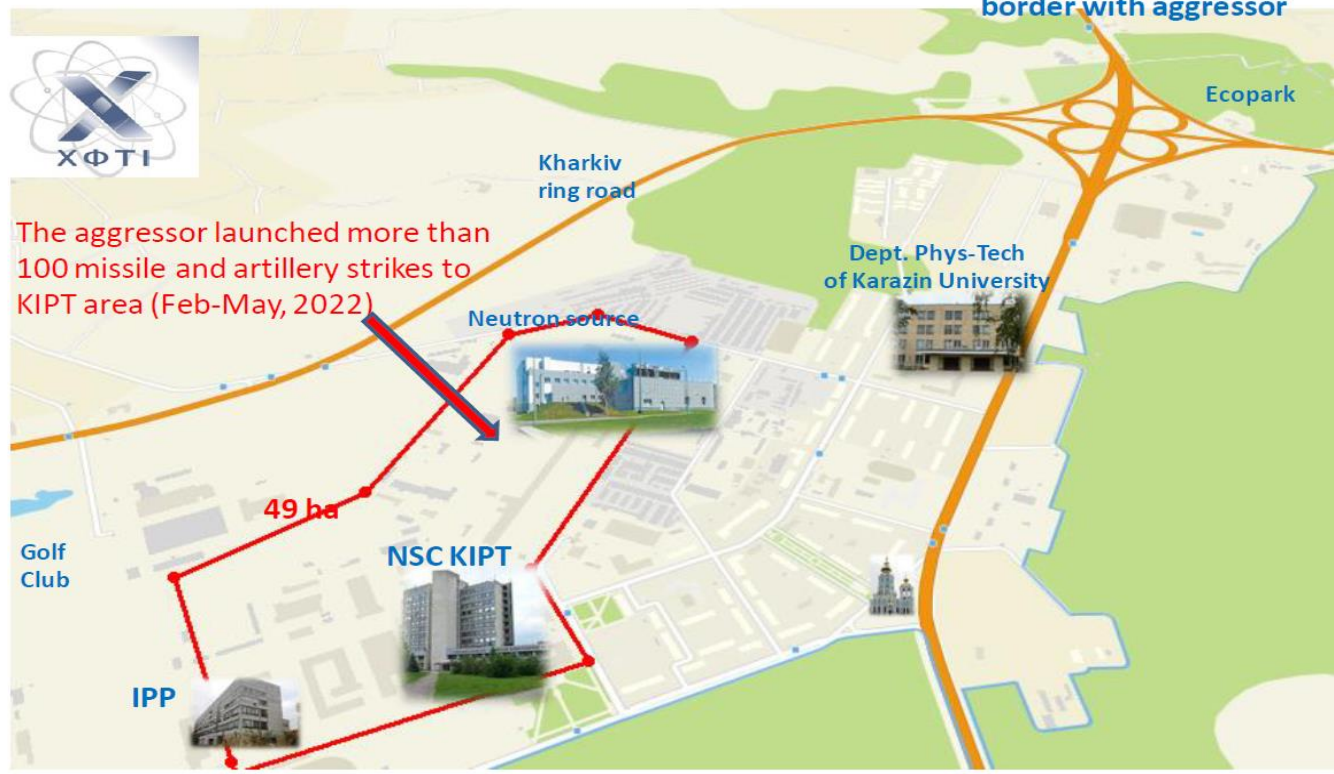 border with aggressor
ХФТІ
Ecopark
Kharkiv
ring road
The aggressor launched more than
100 missile and artillery strikes to
KIPT area (Feb-May, 2022)
Dept. Phys-Tech
of Karazin University
Neutron source
49 ha
Golf
Club
NSC KIPT
IPP